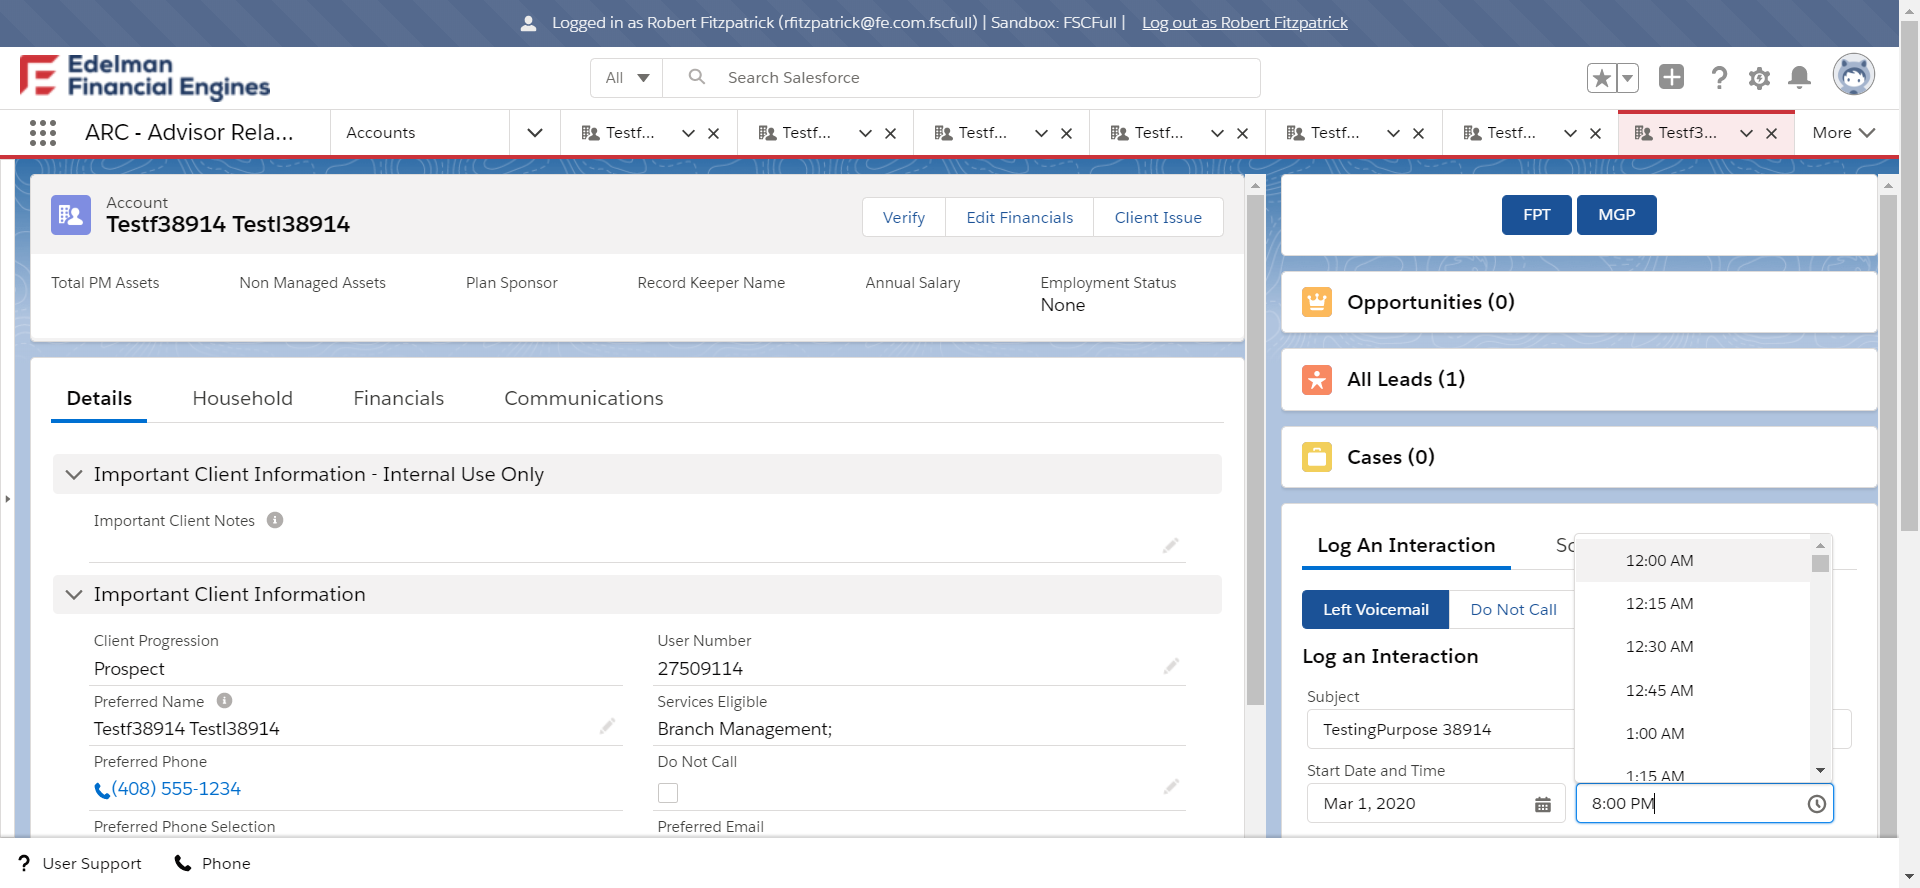 Logged in as Robert Fitzpatrick (rfitzpatrick@fe.com.fscfull) | Sandbox: FSCFull | Log out as Robert Fitzpatrick
Edelman
Financial Engines
All
Search Salesforce
ARC - Advisor Rela...
Accounts
Testf...
Testf...
Testf...
Testf...
Testf...
Testf...
Testf3...
More
Account
Testf38914 Testl38914
Verify
Edit Financials
Client Issue
Total PM Assets
Non Managed Assets
Plan Sponsor
Record Keeper Name
Annual Salary
Employment Status
None
Details
Household
Financials
Communications
Important Client Information - Internal Use Only
Important Client Notes
Important Client Information
Client Progression
Prospect
User Number
27509114
Preferred Name
Testf38914 Testl38914
Services Eligible
Branch Management;
Preferred Phone
(408) 555-1234
Do Not Call
Preferred Phone Selection
Preferred Email
FPT
MGP
Opportunities (0)
All Leads (1)
Cases (0)
Log An Interaction
Sc
Left Voicemail
Do Not Call
Log an Interaction
Subject
TestingPurpose 38914
Start Date and Time
Mar 1, 2020
8:00 PM
12:00 AM
12:15 AM
12:30 AM
12:45 AM
1:00 AM
1:15 AM
? User Support
Phone